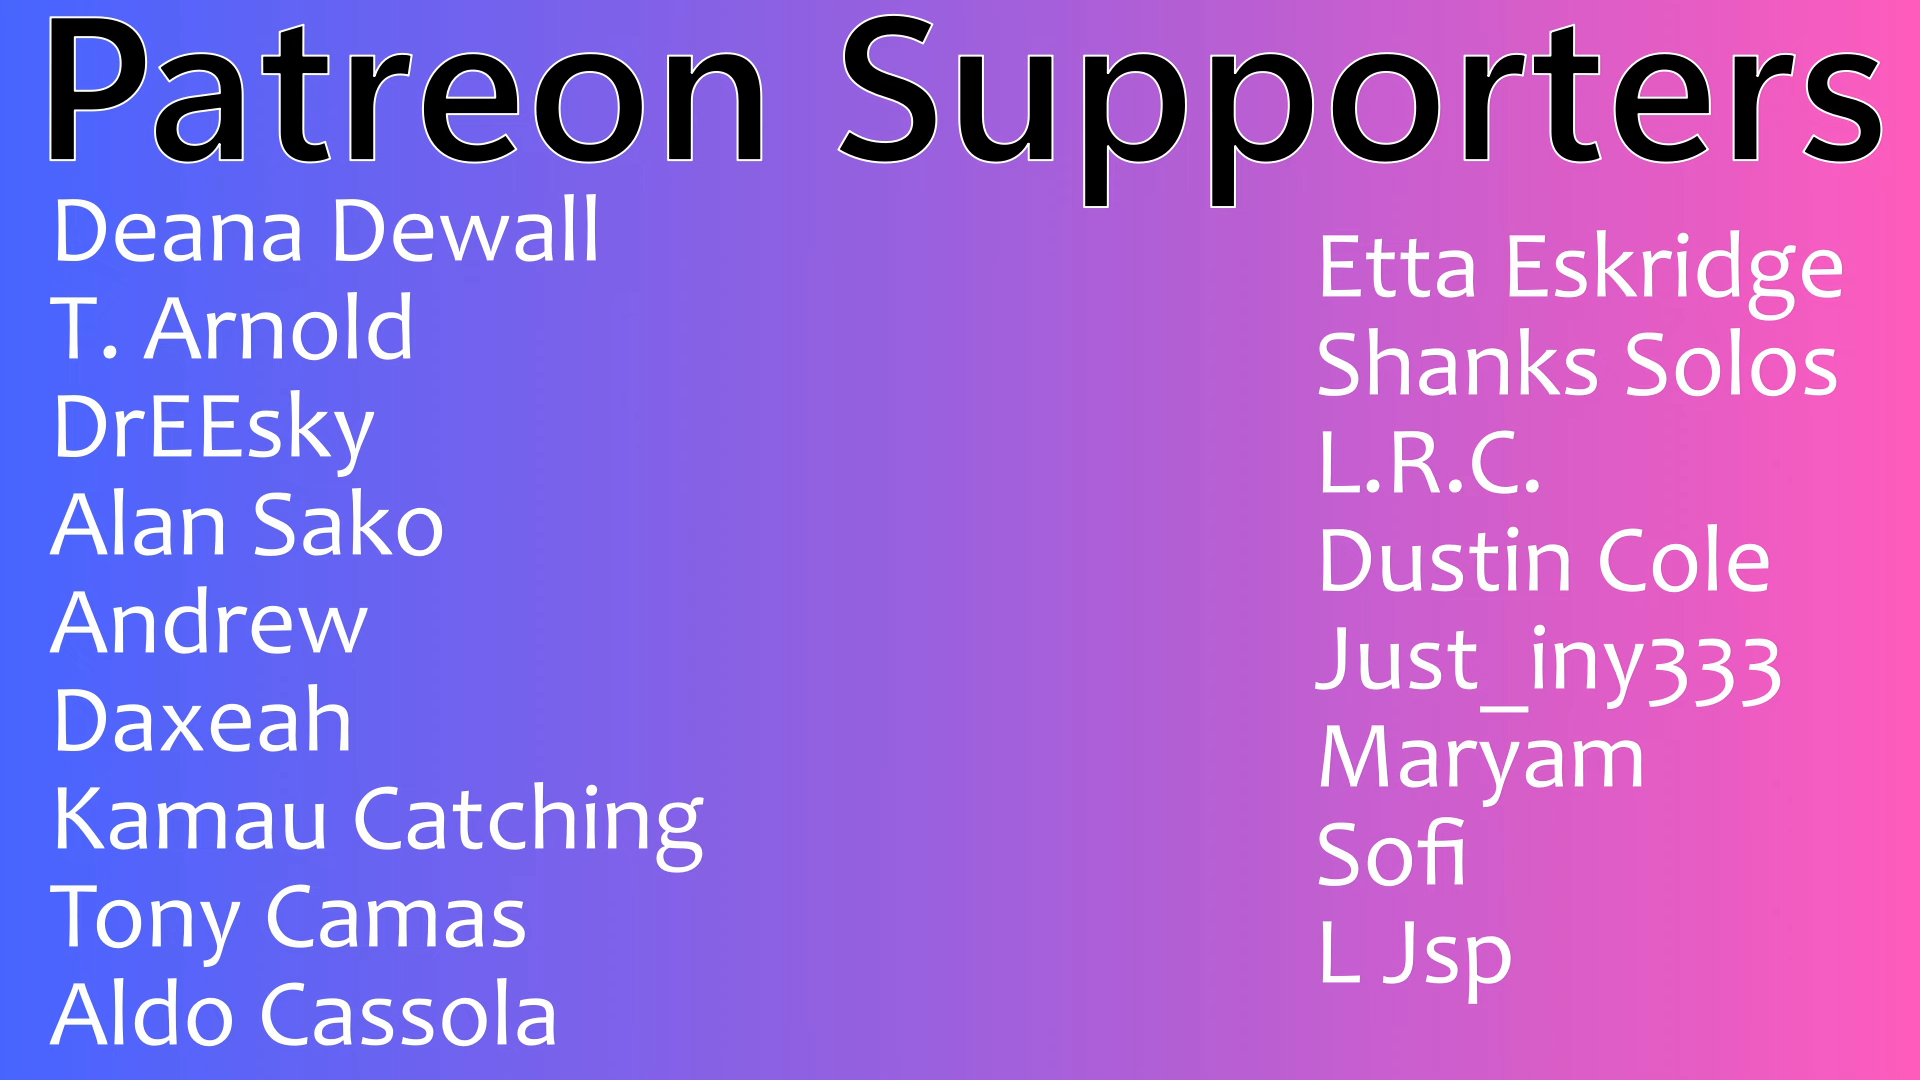 Patreon Supporters
Deana Dewall
T. Arnold
DrEEsky
Alan Sako
Andrew
Daxeah
Kamau Catching
Tony Camas
Aldo Cassola
Etta Eskridge
Shanks Solos
L.R.C.
Dustin Cole
Just_iny333
Maryam
Sofi
L Jsp